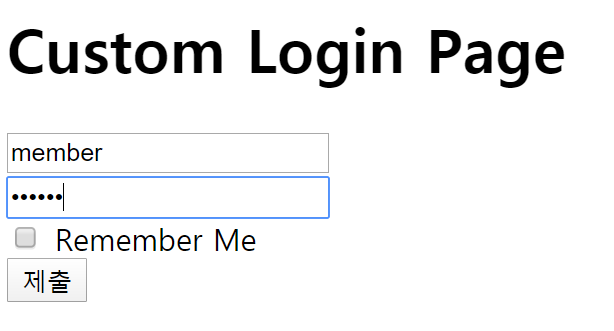 Custom Login Page
member
••••••
Remember Me
제출